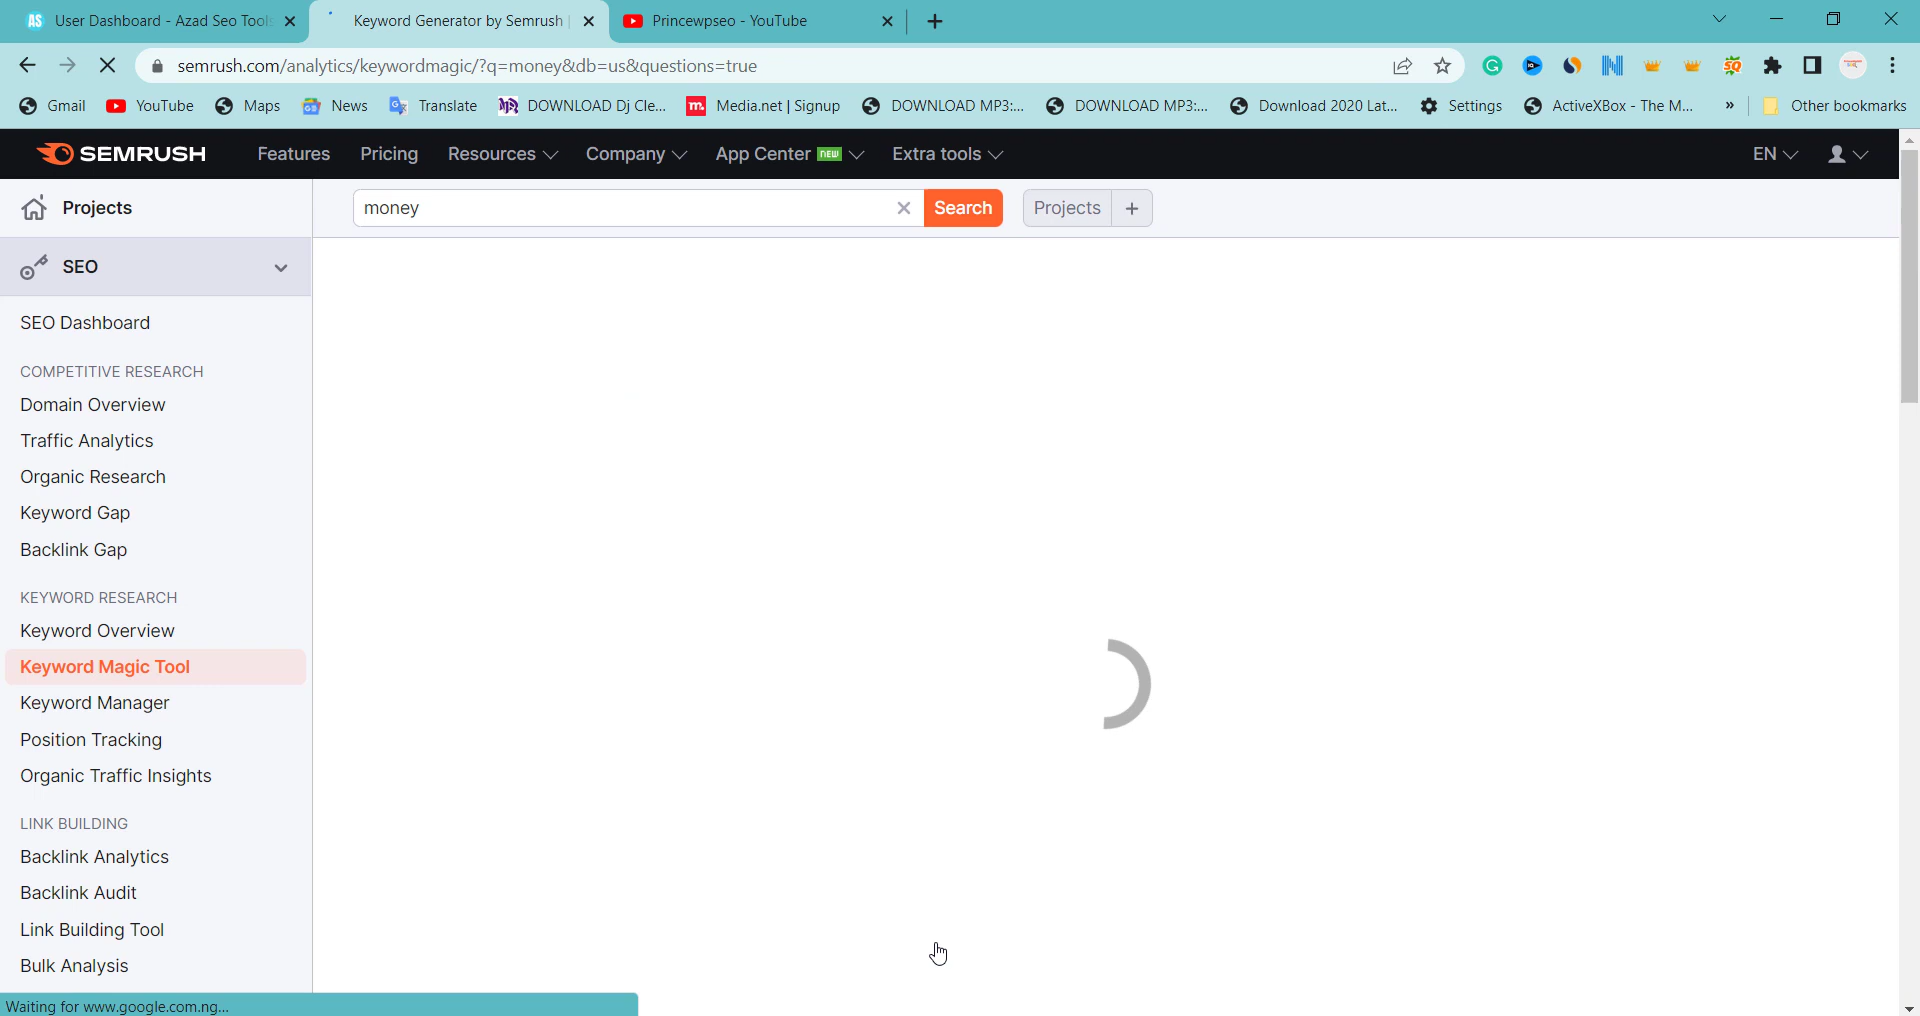 AS User Dashboard - Azad Seo Tools
Keyword Generator by Semrush |
Princewpseo - YouTube
semrush.com/analytics/keywordmagic/?q=money&db=us&questions=true
Gmail
YouTube
Maps
News
Translate
DOWNLOAD Dj Cle...
m. Media.net | Signup
DOWNLOAD MP3:...
DOWNLOAD MP3:...
Download 2020 Lat...
Settings
ActiveXBox - The M...
»
Other bookmarks
SEMRUSH
Features
Pricing
Resources
Company
App Center NEW
Extra tools
EN
Projects
money
Search
Projects +
SEO
SEO Dashboard
COMPETITIVE RESEARCH
Domain Overview
Traffic Analytics
Organic Research
Keyword Gap
Backlink Gap
KEYWORD RESEARCH
Keyword Overview
Keyword Magic Tool
Keyword Manager
Position Tracking
Organic Traffic Insights
LINK BUILDING
Backlink Analytics
Backlink Audit
Link Building Tool
Bulk Analysis
Waiting for www.google.com.ng...